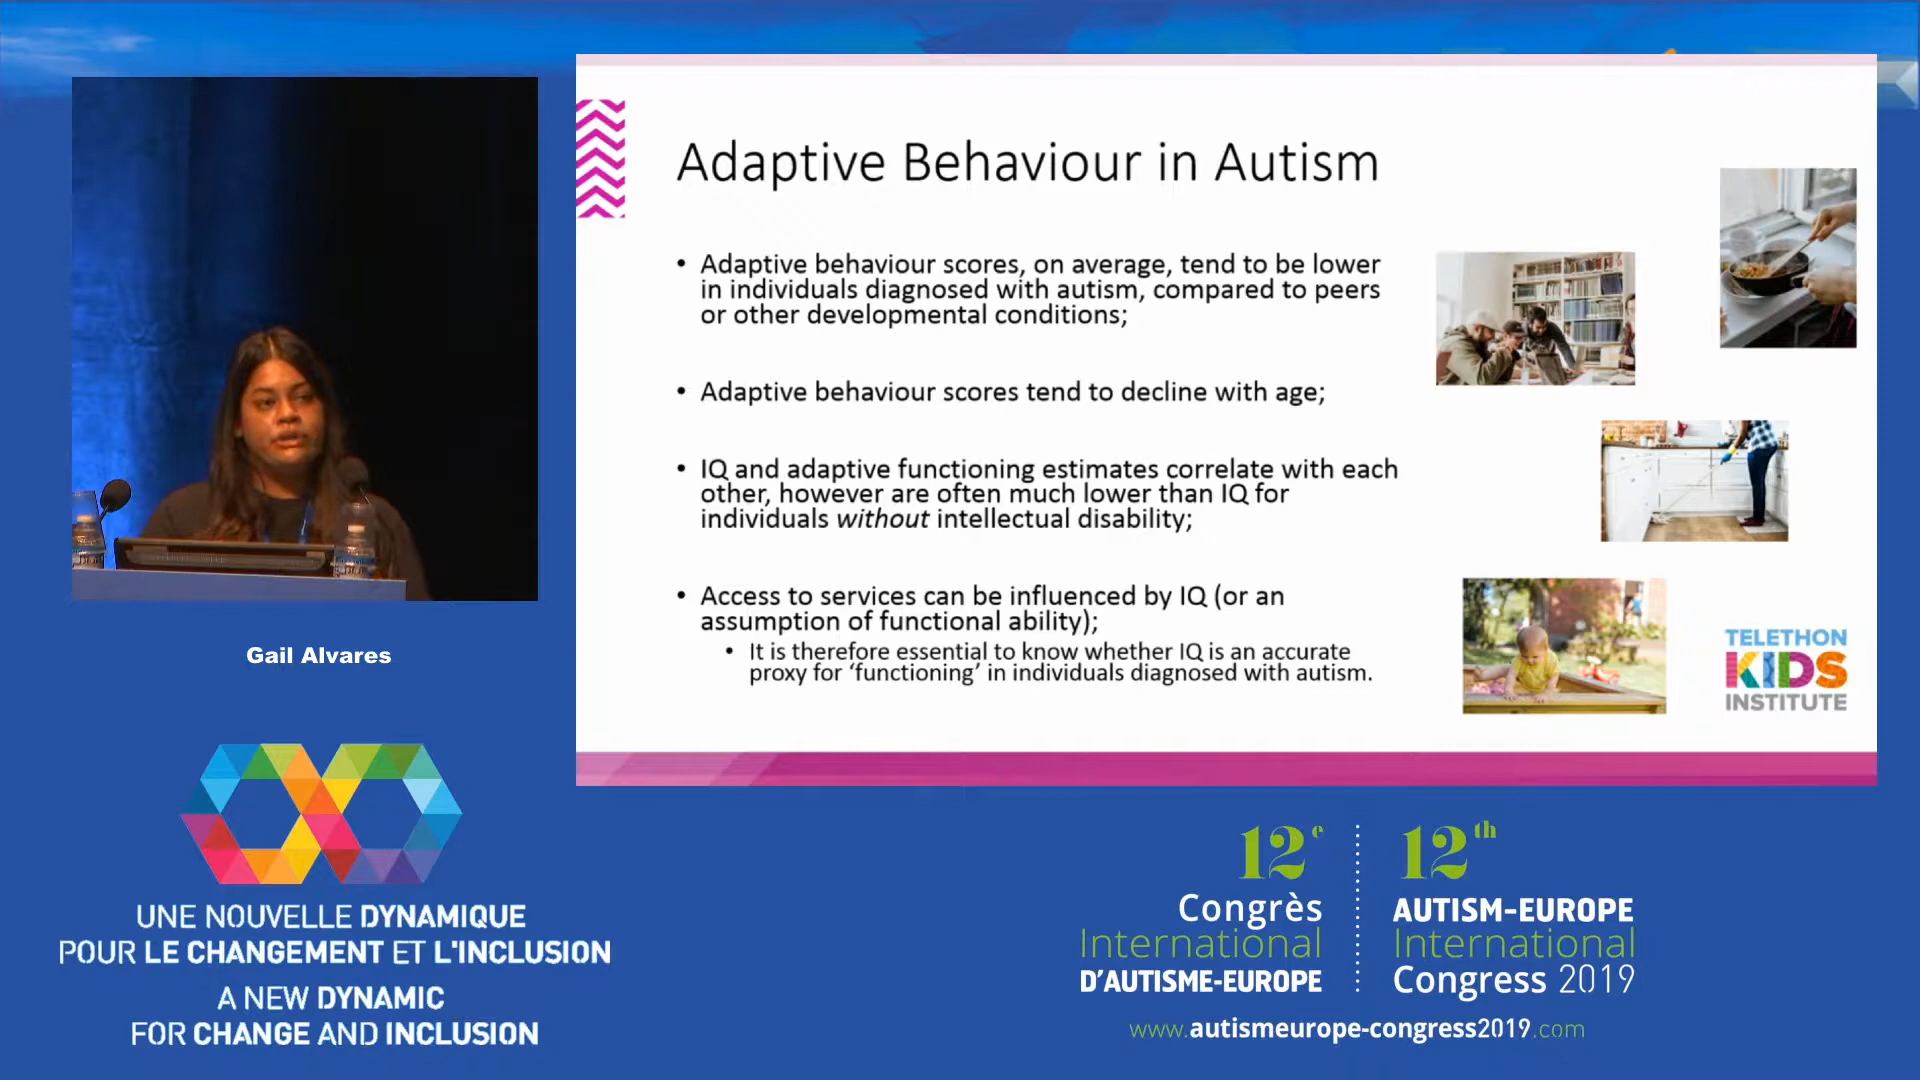 Adaptive Behaviour in Autism
• Adaptive behaviour scores, on average, tend to be lower
in individuals diagnosed with autism, compared to peers
or other developmental conditions;
• Adaptive behaviour scores tend to decline with age;
• IQ and adaptive functioning estimates correlate with each
other, however are often much lower than IQ for
individuals without intellectual disability;
• Access to services can be influenced by IQ (or an
assumption of functional ability);
• It is therefore essential to know whether IQ is an accurate
proxy for ‘functioning’ in individuals diagnosed with autism.
TELETHON
KIDS
INSTITUTE
Gail Alvares
UNE NOUVELLE DYNAMIQUE
POUR LE CHANGEMENT ET L'INCLUSION
A NEW DYNAMIC
FOR CHANGE AND INCLUSION
12e
Congrès
International
D'AUTISME-EUROPE
12th
AUTISM-EUROPE
International
Congress 2019
www.autismeurope-congress2019.com